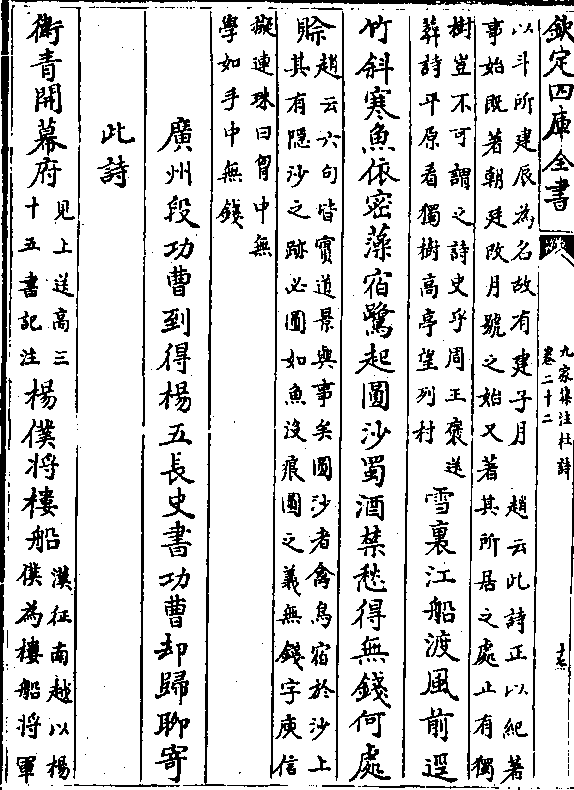 欽定四庫全書
九家集注杜詩
卷二十二
以斗所建辰為名故有建子月　趙云此詩正以紀著
事始既著朝廷改月號之始又著其所居之處止有獨
樹豈不可謂之詩史乎周王褒送
葬詩平原看獨樹高亭望列村
雪裏江船渡風前逕
竹斜寒魚依密藻宿鷺起圓沙蜀酒禁愁得無錢何處
賖
趙云六句皆實道景與事矣圓沙者禽鳥宿於沙上
其有隱沙之跡必圓如魚没痕圓之義無錢字庾信
擬連珠曰胷中無
學如手中無錢
廣州段功曹到得楊五長史書功曹却歸聊寄
此詩
衛青開幕府
見上送高三
十五書記注
楊僕將樓船
漢征南越以楊
僕為樓船將軍